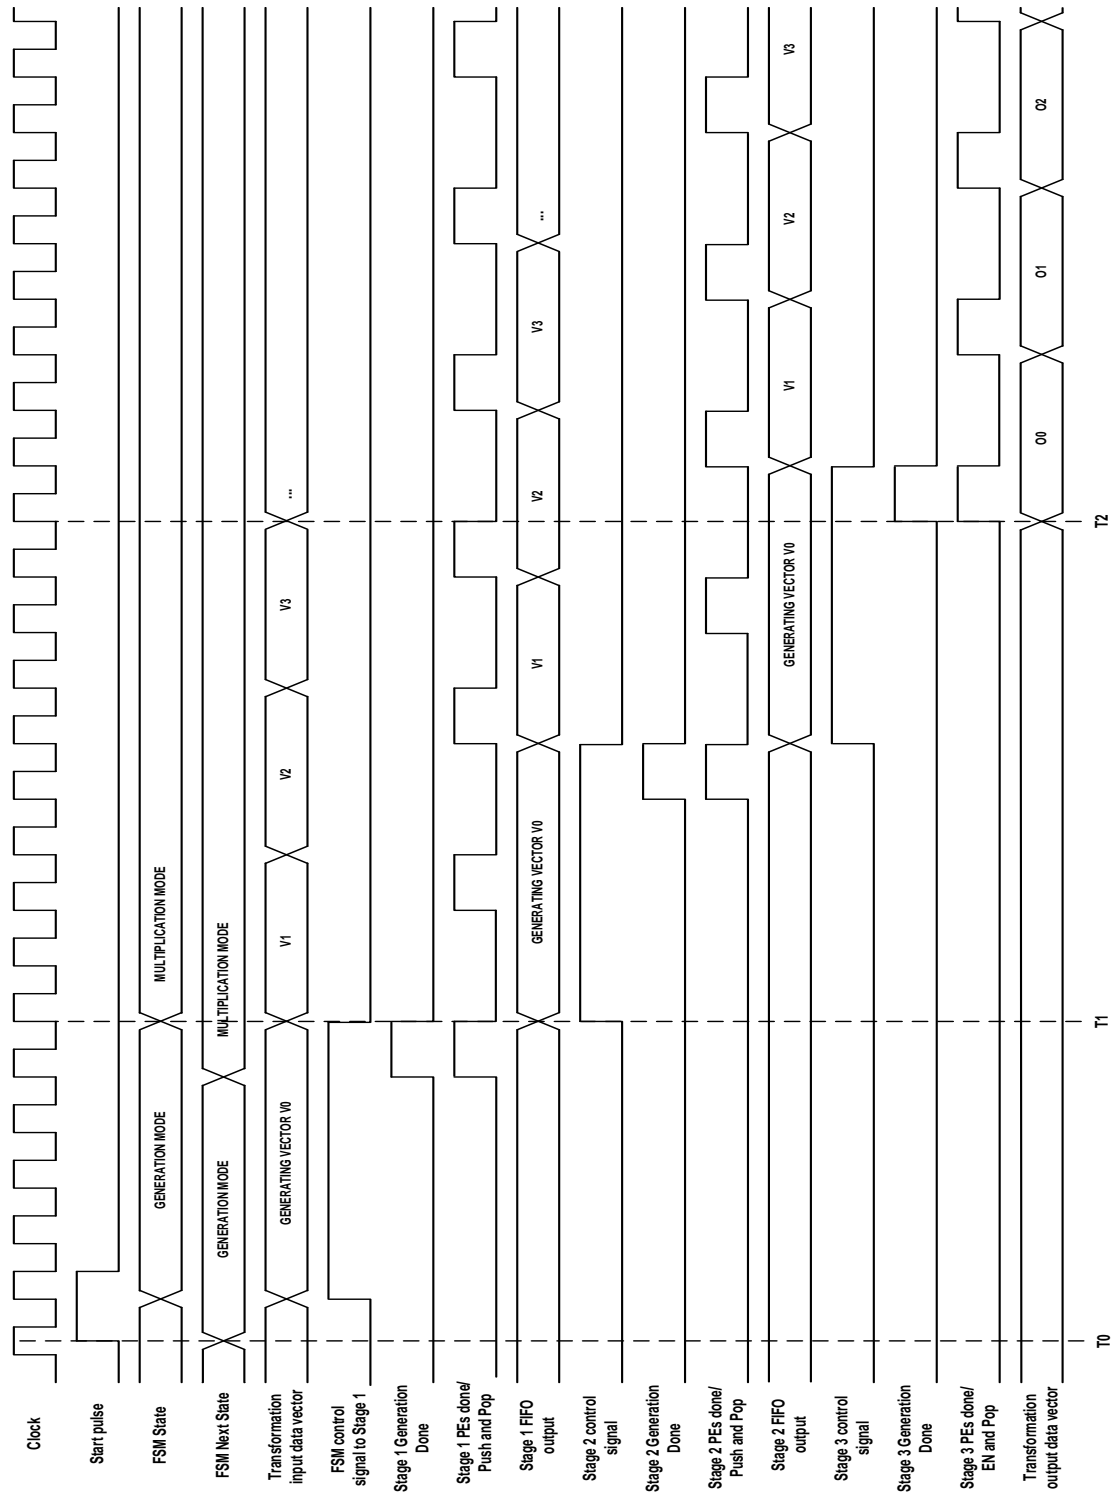 Clock
Start pulse
FSM State
GENERATION MODE
MULTIPLICATION MODE
FSM Next State
GENERATION MODE
MULTIPLICATION MODE
Transformation
input data vector
GENERATING VECTOR V0
V1
V2
V3
...
FSM control
signal to Stage 1
Stage 1 Generation
Done
Stage 1 PEs done/
Push and Pop
Stage 1 FIFO
output
GENERATING VECTOR V0
V1
V2
V3
...
Stage 2 control
signal
Stage 2 Generation
Done
Stage 2 PEs done/
Push and Pop
Stage 2 FIFO
output
GENERATING VECTOR V0
V1
V2
V3
Stage 3 control
signal
Stage 3 Generation
Done
Stage 3 PEs done/
EN and Pop
Transformation
output data vector
O0
O1
O2
T0
T1
T2